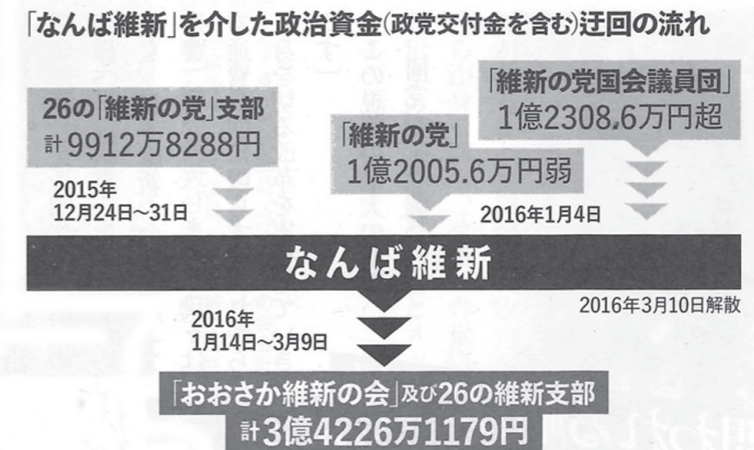 「なんば維新」を介した政治資金(政党交付金を含む)迂回の流れ
26の「維新の党」支部
計9912万8288円
「維新の党」
1億2005.6万円弱
「維新の党国会議員団」
1億2308.6万円超
2015年
12月24日〜31日
2016年1月4日
なんば維新
2016年3月10日解散
2016年
1月14日〜3月9日
「おおさか維新の会」及び26の維新支部
計3億4226万1179円